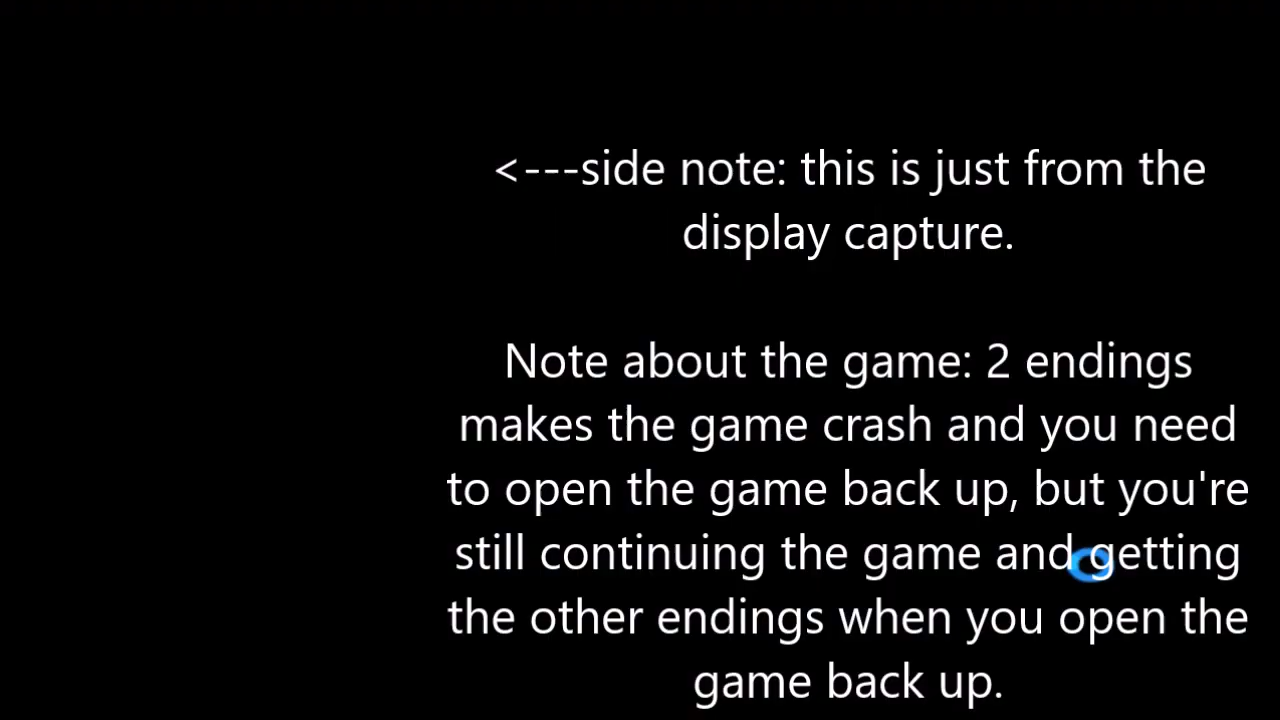 <---side note: this is just from the
display capture.
Note about the game: 2 endings
makes the game crash and you need
to open the game back up, but you're
still continuing the game and getting
the other endings when you open the
game back up.